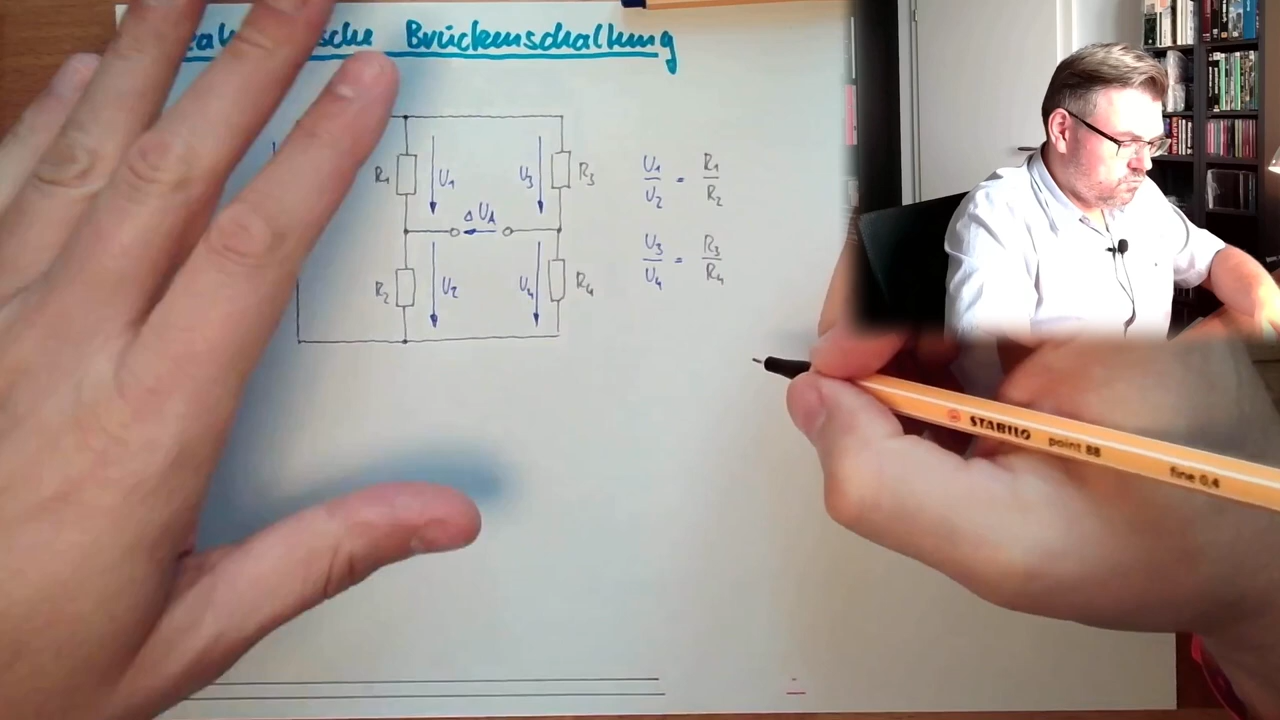 Brückenschaltung
R₁ U₁ U₃ R₃
Δ U_A
R₂ U₂ U₄ R₄
U₁/U₂ = R₁/R₂
U₃/U₄ = R₃/R₄
STABILO point 88 fine 0,4